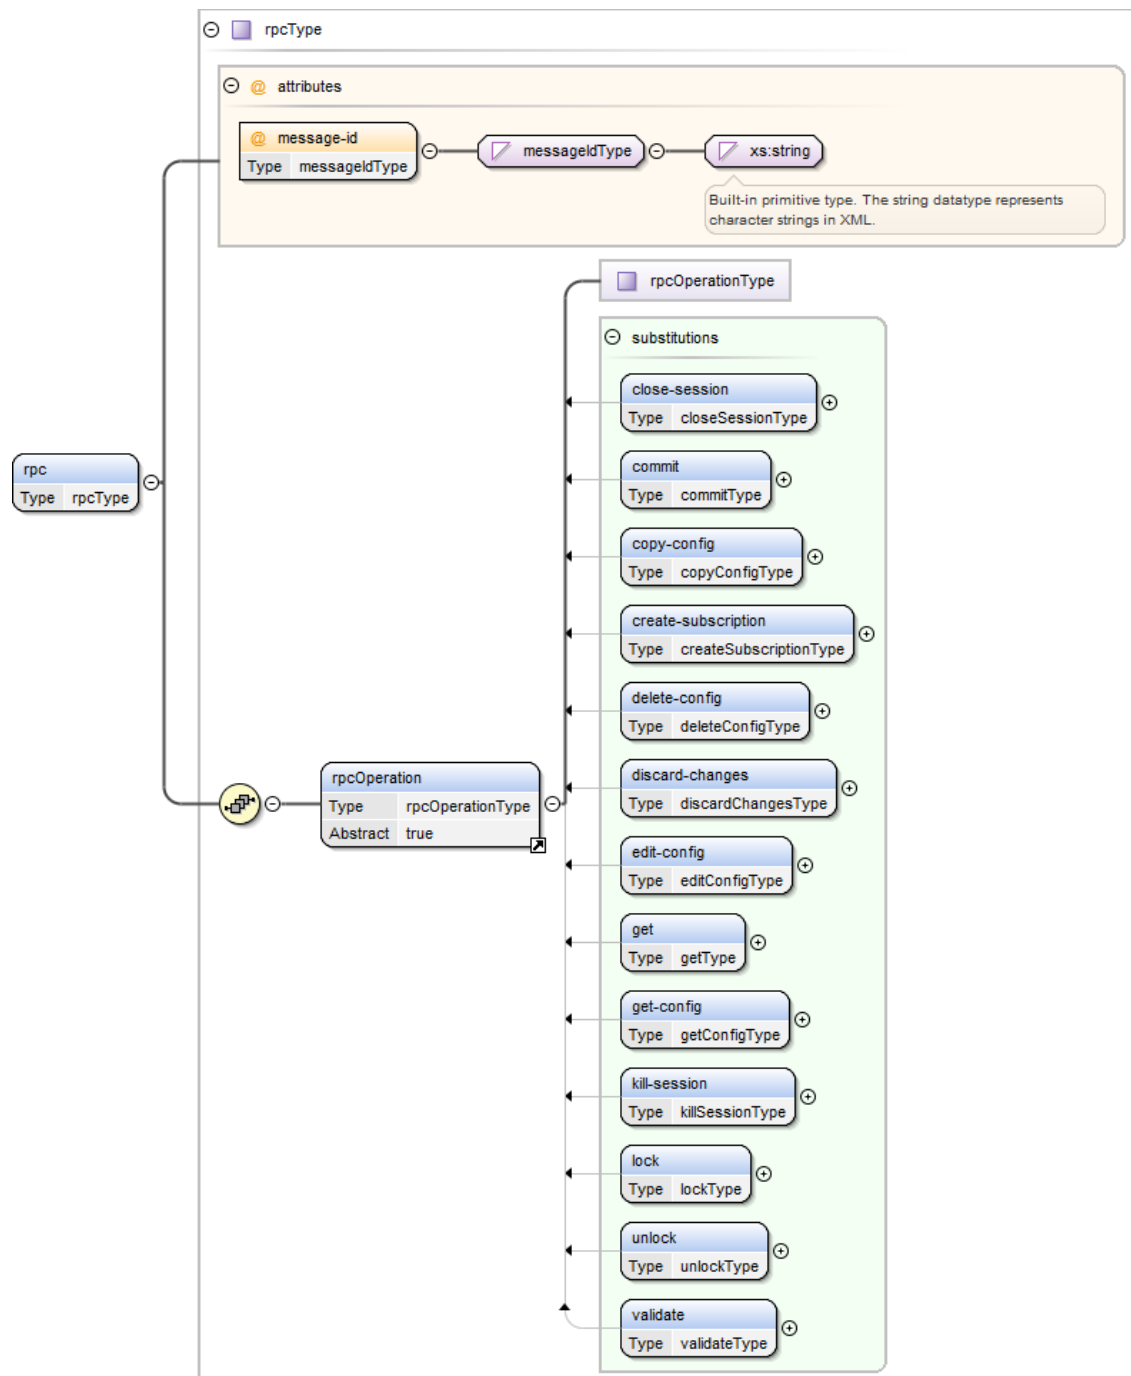 rpcType
@ attributes
@ message-id
Type messageIdType
messageIdType
xs:string
Built-in primitive type. The string datatype represents
character strings in XML.
rpcOperationType
substitutions
close-session
Type closeSessionType
commit
Type commitType
copy-config
Type copyConfigType
create-subscription
Type createSubscriptionType
delete-config
Type deleteConfigType
discard-changes
Type discardChangesType
edit-config
Type editConfigType
get
Type getType
get-config
Type getConfigType
kill-session
Type killSessionType
lock
Type lockType
unlock
Type unlockType
validate
Type validateType
rpc
Type rpcType
rpcOperation
Type rpcOperationType
Abstract true